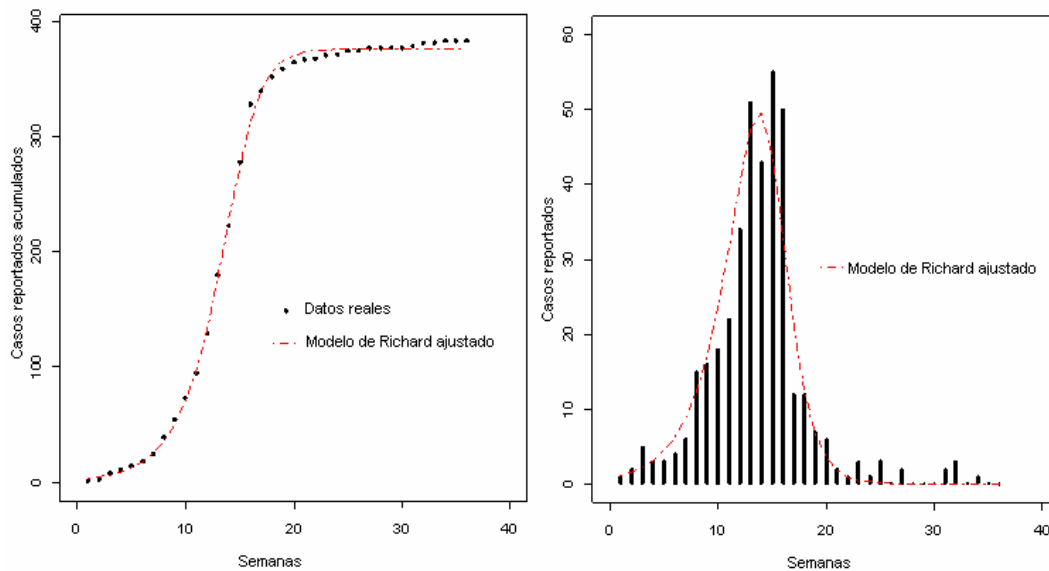 Casos reportados acumulados
400
300
200
100
0
Datos reales
Modelo de Richard ajustado
0 10 20 30 40
Semanas
Casos reportados
60
50
40
30
20
10
0
Modelo de Richard ajustado
0 10 20 30 40
Semanas